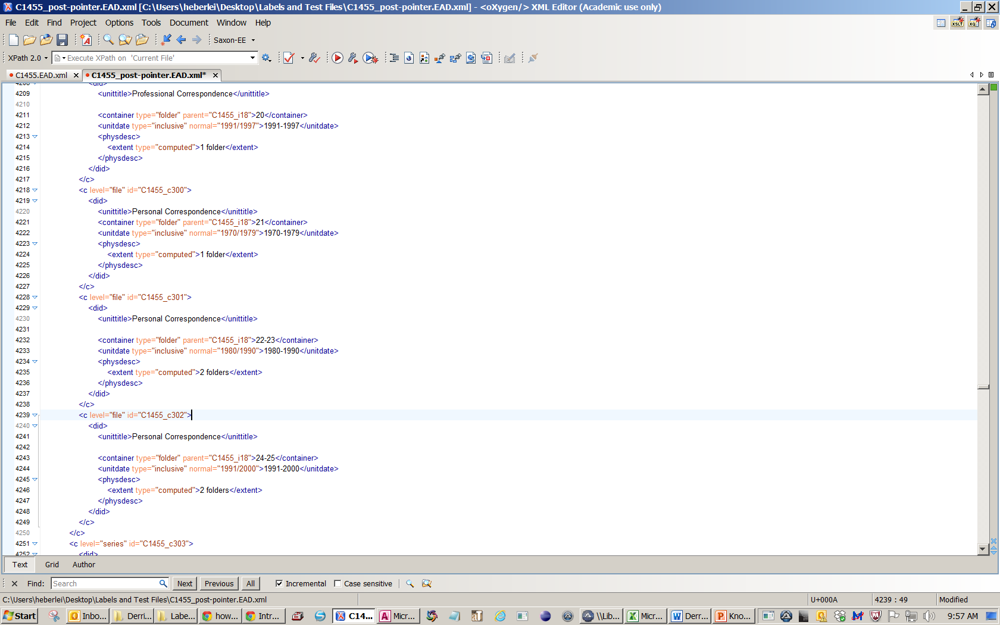 C1455_post-pointer.EAD.xml [C:\Users\heberlei\Desktop\Labels and Test Files\C1455_post-pointer.EAD.xml] - <oXygen/> XML Editor (Academic use only)
File Edit Find Project Options Tools Document Window Help
Saxon-EE
XPath 2.0 Execute XPath on 'Current File'
C1455.EAD.xml C1455_post-pointer.EAD.xml*
4208 <did>
4209 <unittitle>Professional Correspondence</unittitle>
4210
4211 <container type="folder" parent="C1455_i18">20</container>
4212 <unitdate type="inclusive" normal="1991/1997">1991-1997</unitdate>
4213 <physdesc>
4214 <extent type="computed">1 folder</extent>
4215 </physdesc>
4216 </did>
4217 </c>
4218 <c level="file" id="C1455_c300">
4219 <did>
4220 <unittitle>Personal Correspondence</unittitle>
4221 <container type="folder" parent="C1455_i18">21</container>
4222 <unitdate type="inclusive" normal="1970/1979">1970-1979</unitdate>
4223 <physdesc>
4224 <extent type="computed">1 folder</extent>
4225 </physdesc>
4226 </did>
4227 </c>
4228 <c level="file" id="C1455_c301">
4229 <did>
4230 <unittitle>Personal Correspondence</unittitle>
4231
4232 <container type="folder" parent="C1455_i18">22-23</container>
4233 <unitdate type="inclusive" normal="1980/1990">1980-1990</unitdate>
4234 <physdesc>
4235 <extent type="computed">2 folders</extent>
4236 </physdesc>
4237 </did>
4238 </c>
4239 <c level="file" id="C1455_c302">
4240 <did>
4241 <unittitle>Personal Correspondence</unittitle>
4242
4243 <container type="folder" parent="C1455_i18">24-25</container>
4244 <unitdate type="inclusive" normal="1991/2000">1991-2000</unitdate>
4245 <physdesc>
4246 <extent type="computed">2 folders</extent>
4247 </physdesc>
4248 </did>
4249 </c>
4250 </c>
4251 <c level="series" id="C1455_c303">
4252 <did>
Text Grid Author
Find: Search Next Previous All Incremental Case sensitive
C:\Users\heberlei\Desktop\Labels and Test Files\C1455_post-pointer.EAD.xml U+000A 4239 : 49 Modified
Start Inbo... Derri... Labe... how... Intr... C14... Micr... \\Lib... Micr... Derr... Kno... 9:57 AM